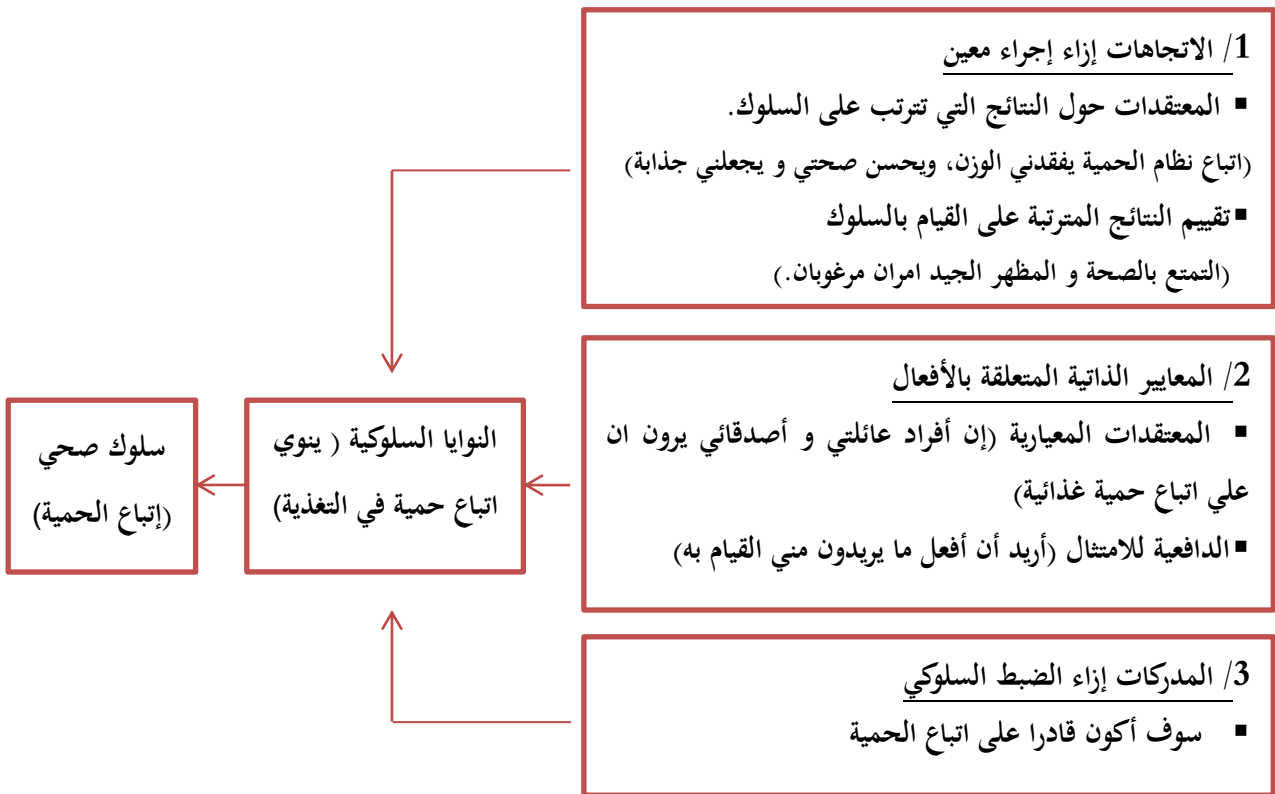 1/ الاتجاهات إزاء إجراء معين
▪ المعتقدات حول النتائج التي تترتب على السلوك.
(اتباع نظام الحمية يفقدني الوزن، ويحسن صحتي و يجعلني جذابة)
▪ تقييم النتائج المترتبة على القيام بالسلوك
(التمتع بالصحة و المظهر الجيد امران مرغوبان.)
2/ المعايير الذاتية المتعلقة بالأفعال
▪ المعتقدات المعيارية (إن أفراد عائلتي و أصدقائي يرون ان
علي اتباع حمية غذائية)
▪ الدافعية للامتثال (أريد أن أفعل ما يريدون مني القيام به)
3/ المدركات إزاء الضبط السلوكي
▪ سوف أكون قادرا على اتباع الحمية
النوايا السلوكية ( ينوي
اتباع حمية في التغذية)
سلوك صحي
(إتباع الحمية)